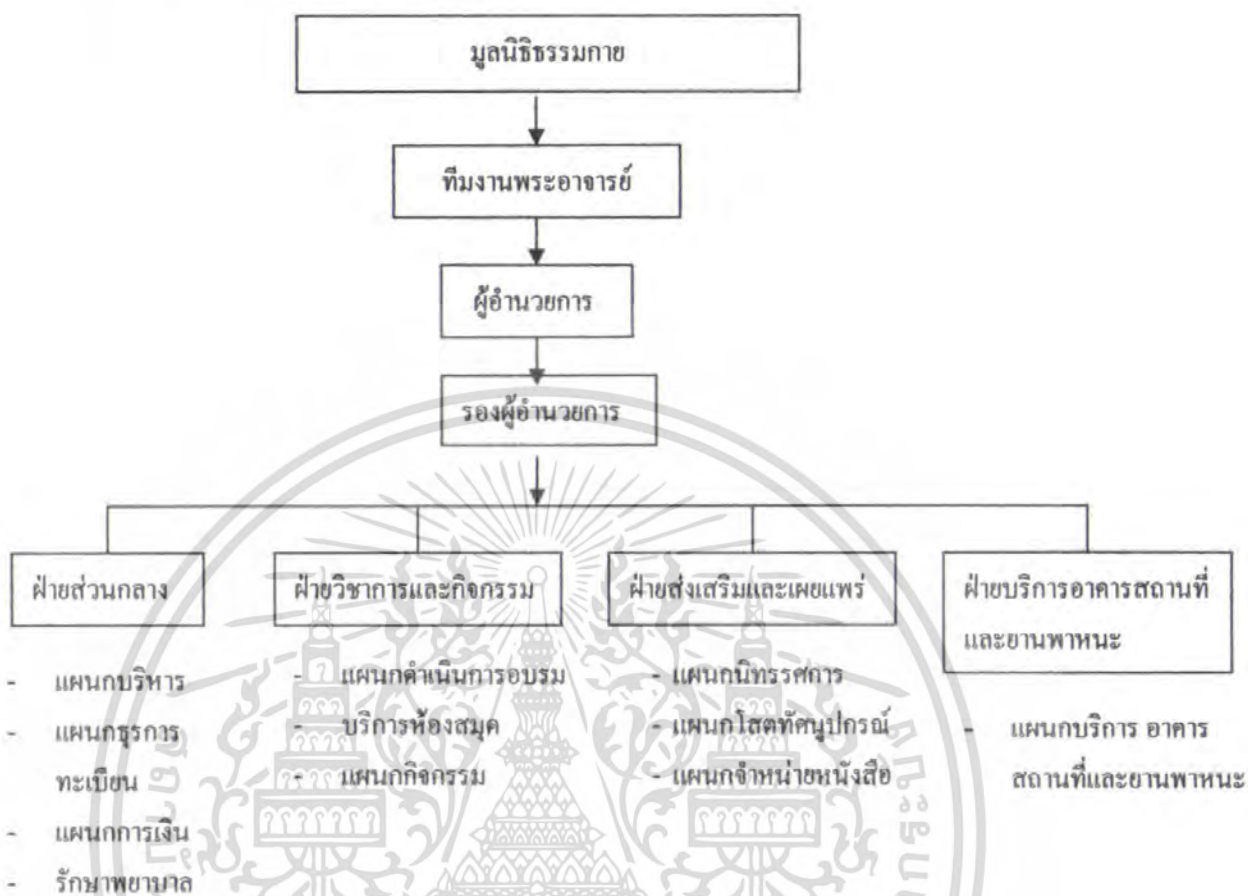 มูลนิธิธรรมกาย
ทีมงานพระอาจารย์
ผู้อำนวยการ
รองผู้อำนวยการ
ฝ่ายส่วนกลาง
- แผนกบริหาร
- แผนกธุรการ
ทะเบียน
- แผนกการเงิน
- รักษาพยาบาล
ฝ่ายวิชาการและกิจกรรม
- แผนกดำเนินการอบรม
- บริการห้องสมุด
- แผนกกิจกรรม
ฝ่ายส่งเสริมและเผยแพร่
- แผนกนิทรรศการ
- แผนกโสตทัศนูปกรณ์
- แผนกจำหน่ายหนังสือ
ฝ่ายบริการอาคารสถานที่
และยานพาหนะ
- แผนกบริการ อาคาร
สถานที่และยานพาหนะ